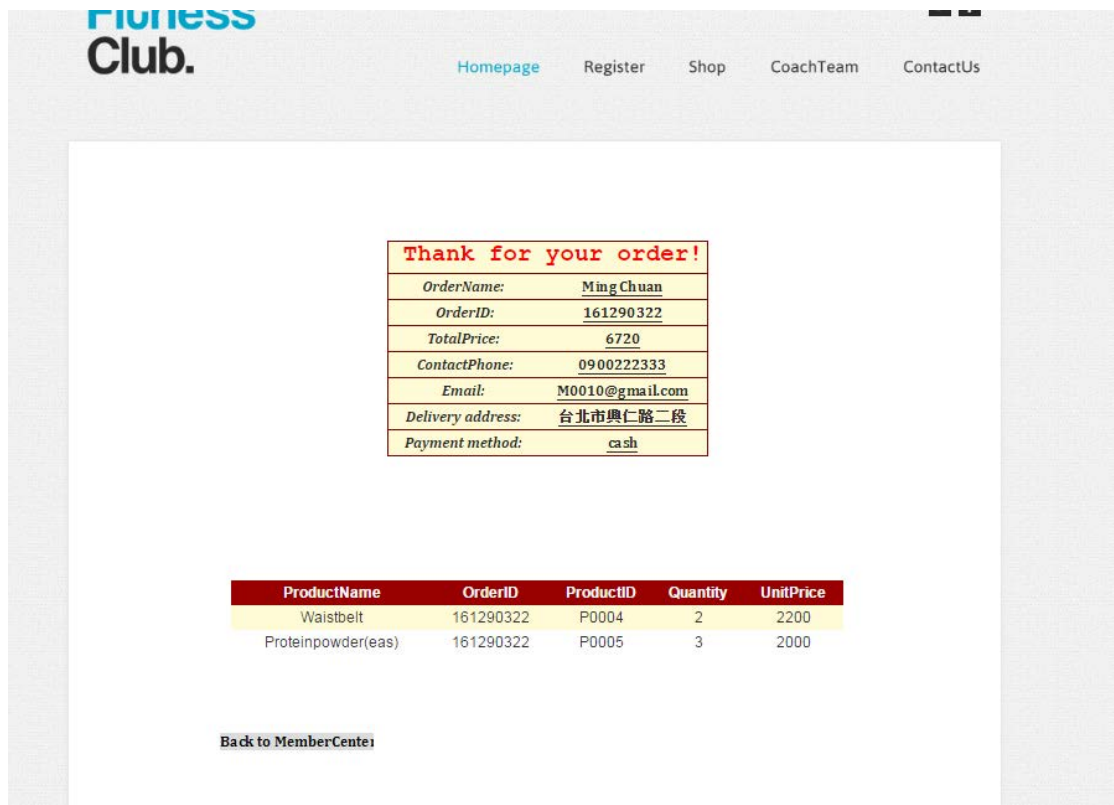 Fitness
Club.
Homepage Register Shop CoachTeam ContactUs
Thank for your order!
OrderName: Ming Chuan
OrderID: 161290322
TotalPrice: 6720
ContactPhone: 0900222333
Email: M0010@gmail.com
Delivery address: 台北市興仁路二段
Payment method: cash
ProductName OrderID ProductID Quantity UnitPrice
Waistbelt 161290322 P0004 2 2200
Proteinpowder(eas) 161290322 P0005 3 2000
Back to MemberCenter